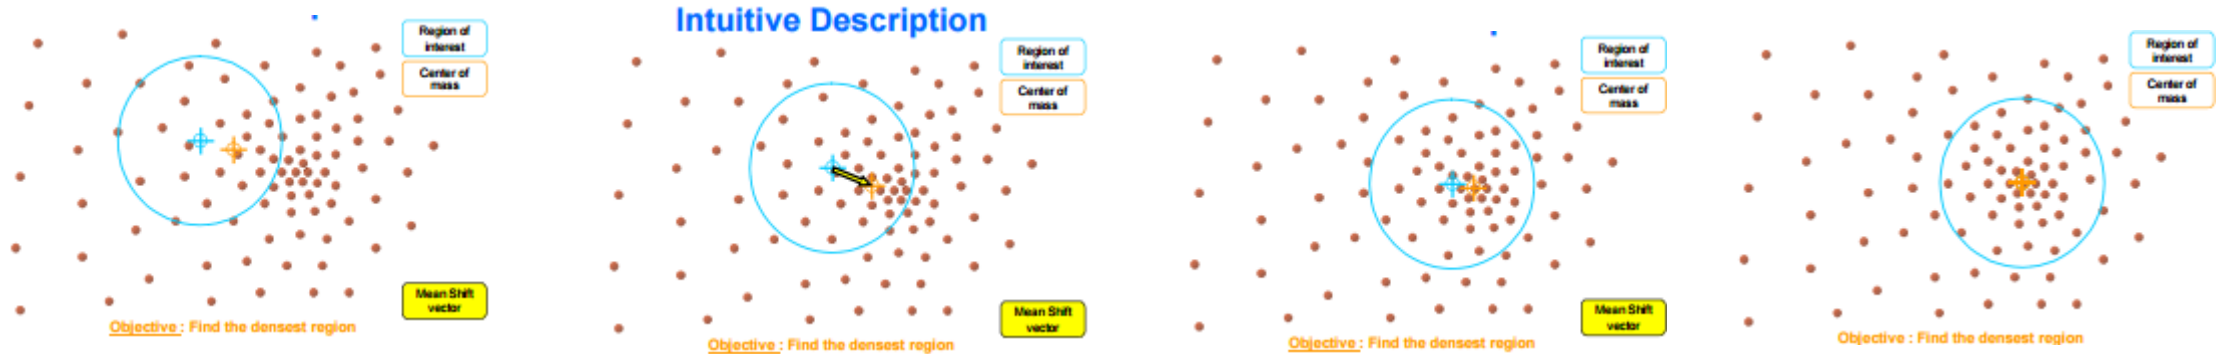 Region of
interest
Center of
mass
Mean Shift
vector
Objective : Find the densest region
Intuitive Description
Region of
interest
Center of
mass
Mean Shift
vector
Objective : Find the densest region
Region of
interest
Center of
mass
Mean Shift
vector
Objective : Find the densest region
Region of
interest
Center of
mass
Objective : Find the densest region